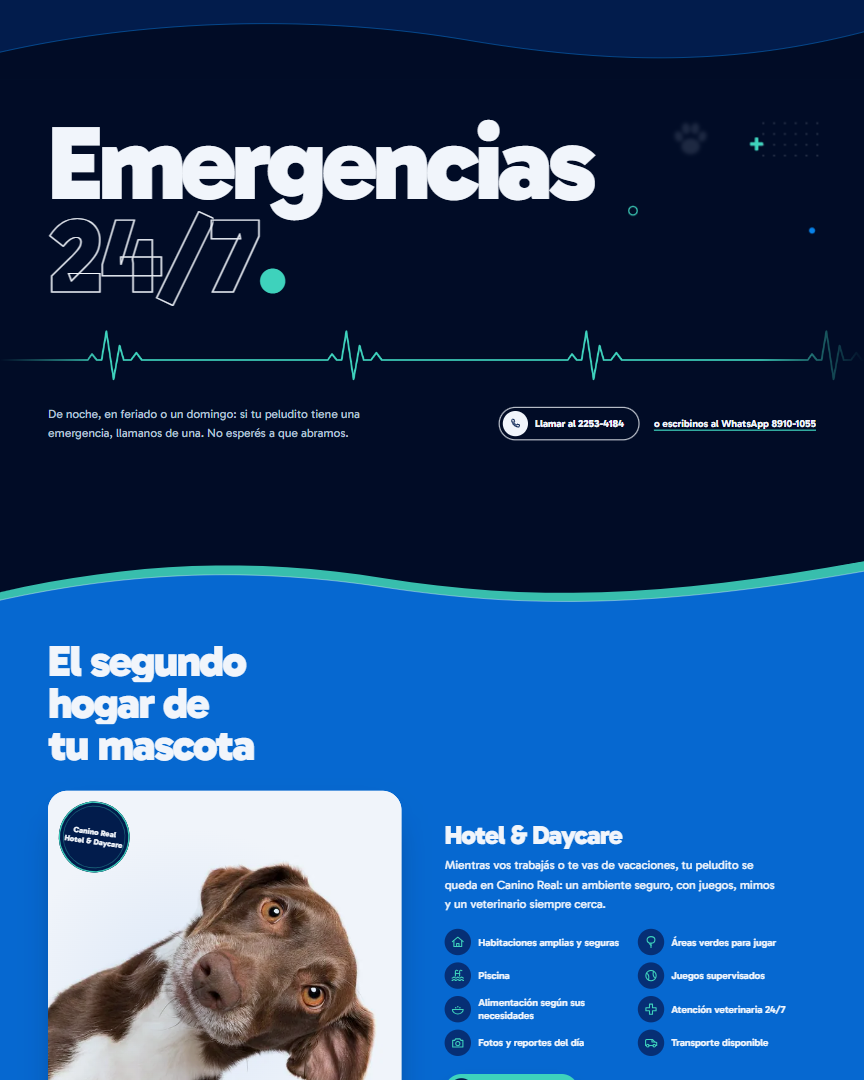 Emergencias
24/7
De noche, en feriado o un domingo: si tu peludito tiene una
emergencia, llamanos de una. No esperés a que abramos.
Llamar al 2253-4184
o escribinos al WhatsApp 8910-1055
El segundo
hogar de
tu mascota
Canino Real
Hotel & Daycare
Hotel & Daycare
Mientras vos trabajás o te vas de vacaciones, tu peludito se
queda en Canino Real: un ambiente seguro, con juegos, mimos
y un veterinario siempre cerca.
Habitaciones amplias y seguras
Áreas verdes para jugar
Piscina
Juegos supervisados
Alimentación según sus
necesidades
Atención veterinaria 24/7
Fotos y reportes del día
Transporte disponible